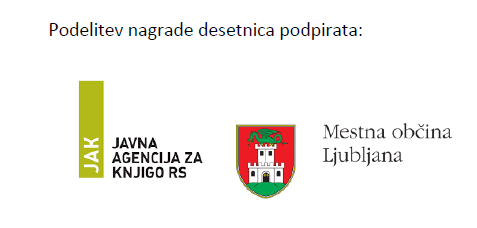 Podelitev nagrade desetnica podpirata:
JAK
JAVNA
AGENCIJA ZA
KNJIGO RS
Mestna občina
Ljubljana